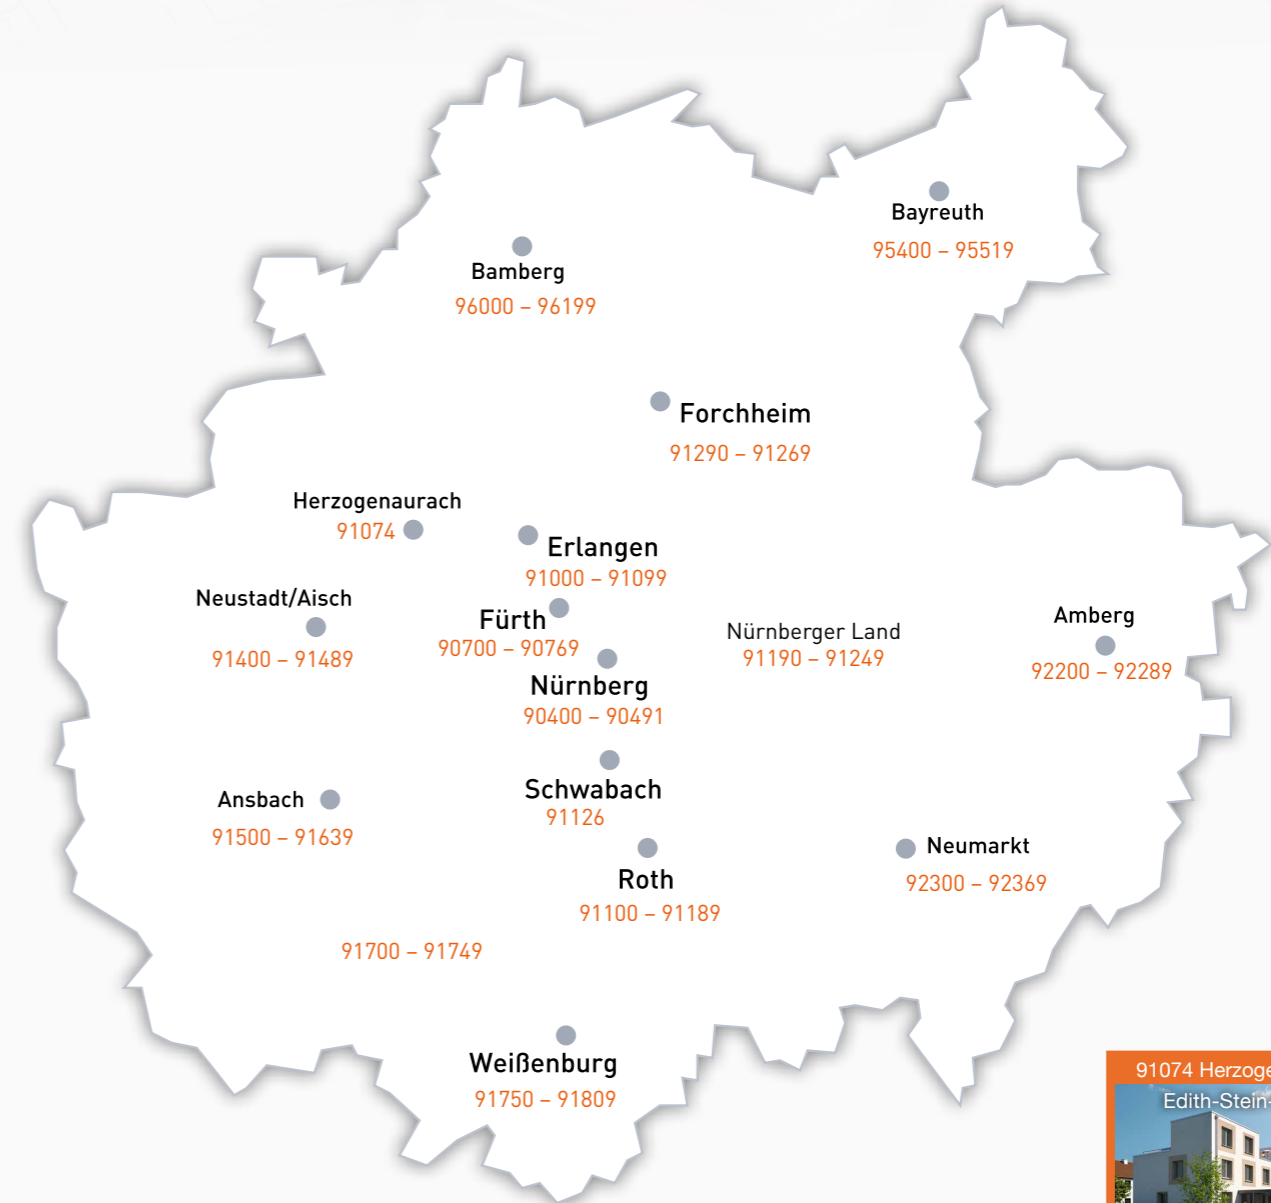 Bayreuth
95400 – 95519
Bamberg
96000 – 96199
Forchheim
91290 – 91269
Herzogenaurach
91074
Erlangen
91000 – 91099
Neustadt/Aisch
91400 – 91489
Fürth
90700 – 90769
Nürnberger Land
91190 – 91249
Amberg
92200 – 92289
Nürnberg
90400 – 90491
Schwabach
91126
Ansbach
91500 – 91639
Neumarkt
92300 – 92369
Roth
91100 – 91189
91700 – 91749
Weißenburg
91750 – 91809
91074 Herzoge
Edith-Stein-